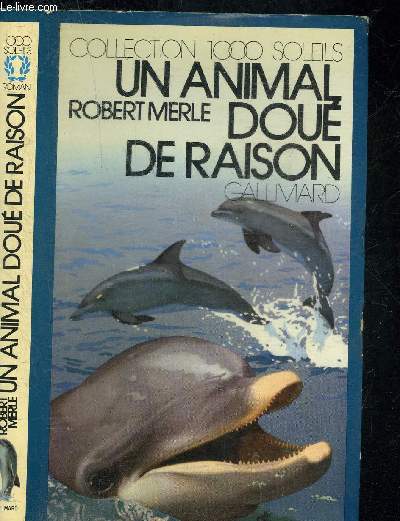 COLLECTION 1000 SOLEILS
UN ANIMAL
ROBERT MERLE
DOUÉ
DE RAISON
GALLIMARD
1000
SOLEILS
ROMAN
ROBERT
MERLE
UN ANIMAL DOUÉ DE RAISON